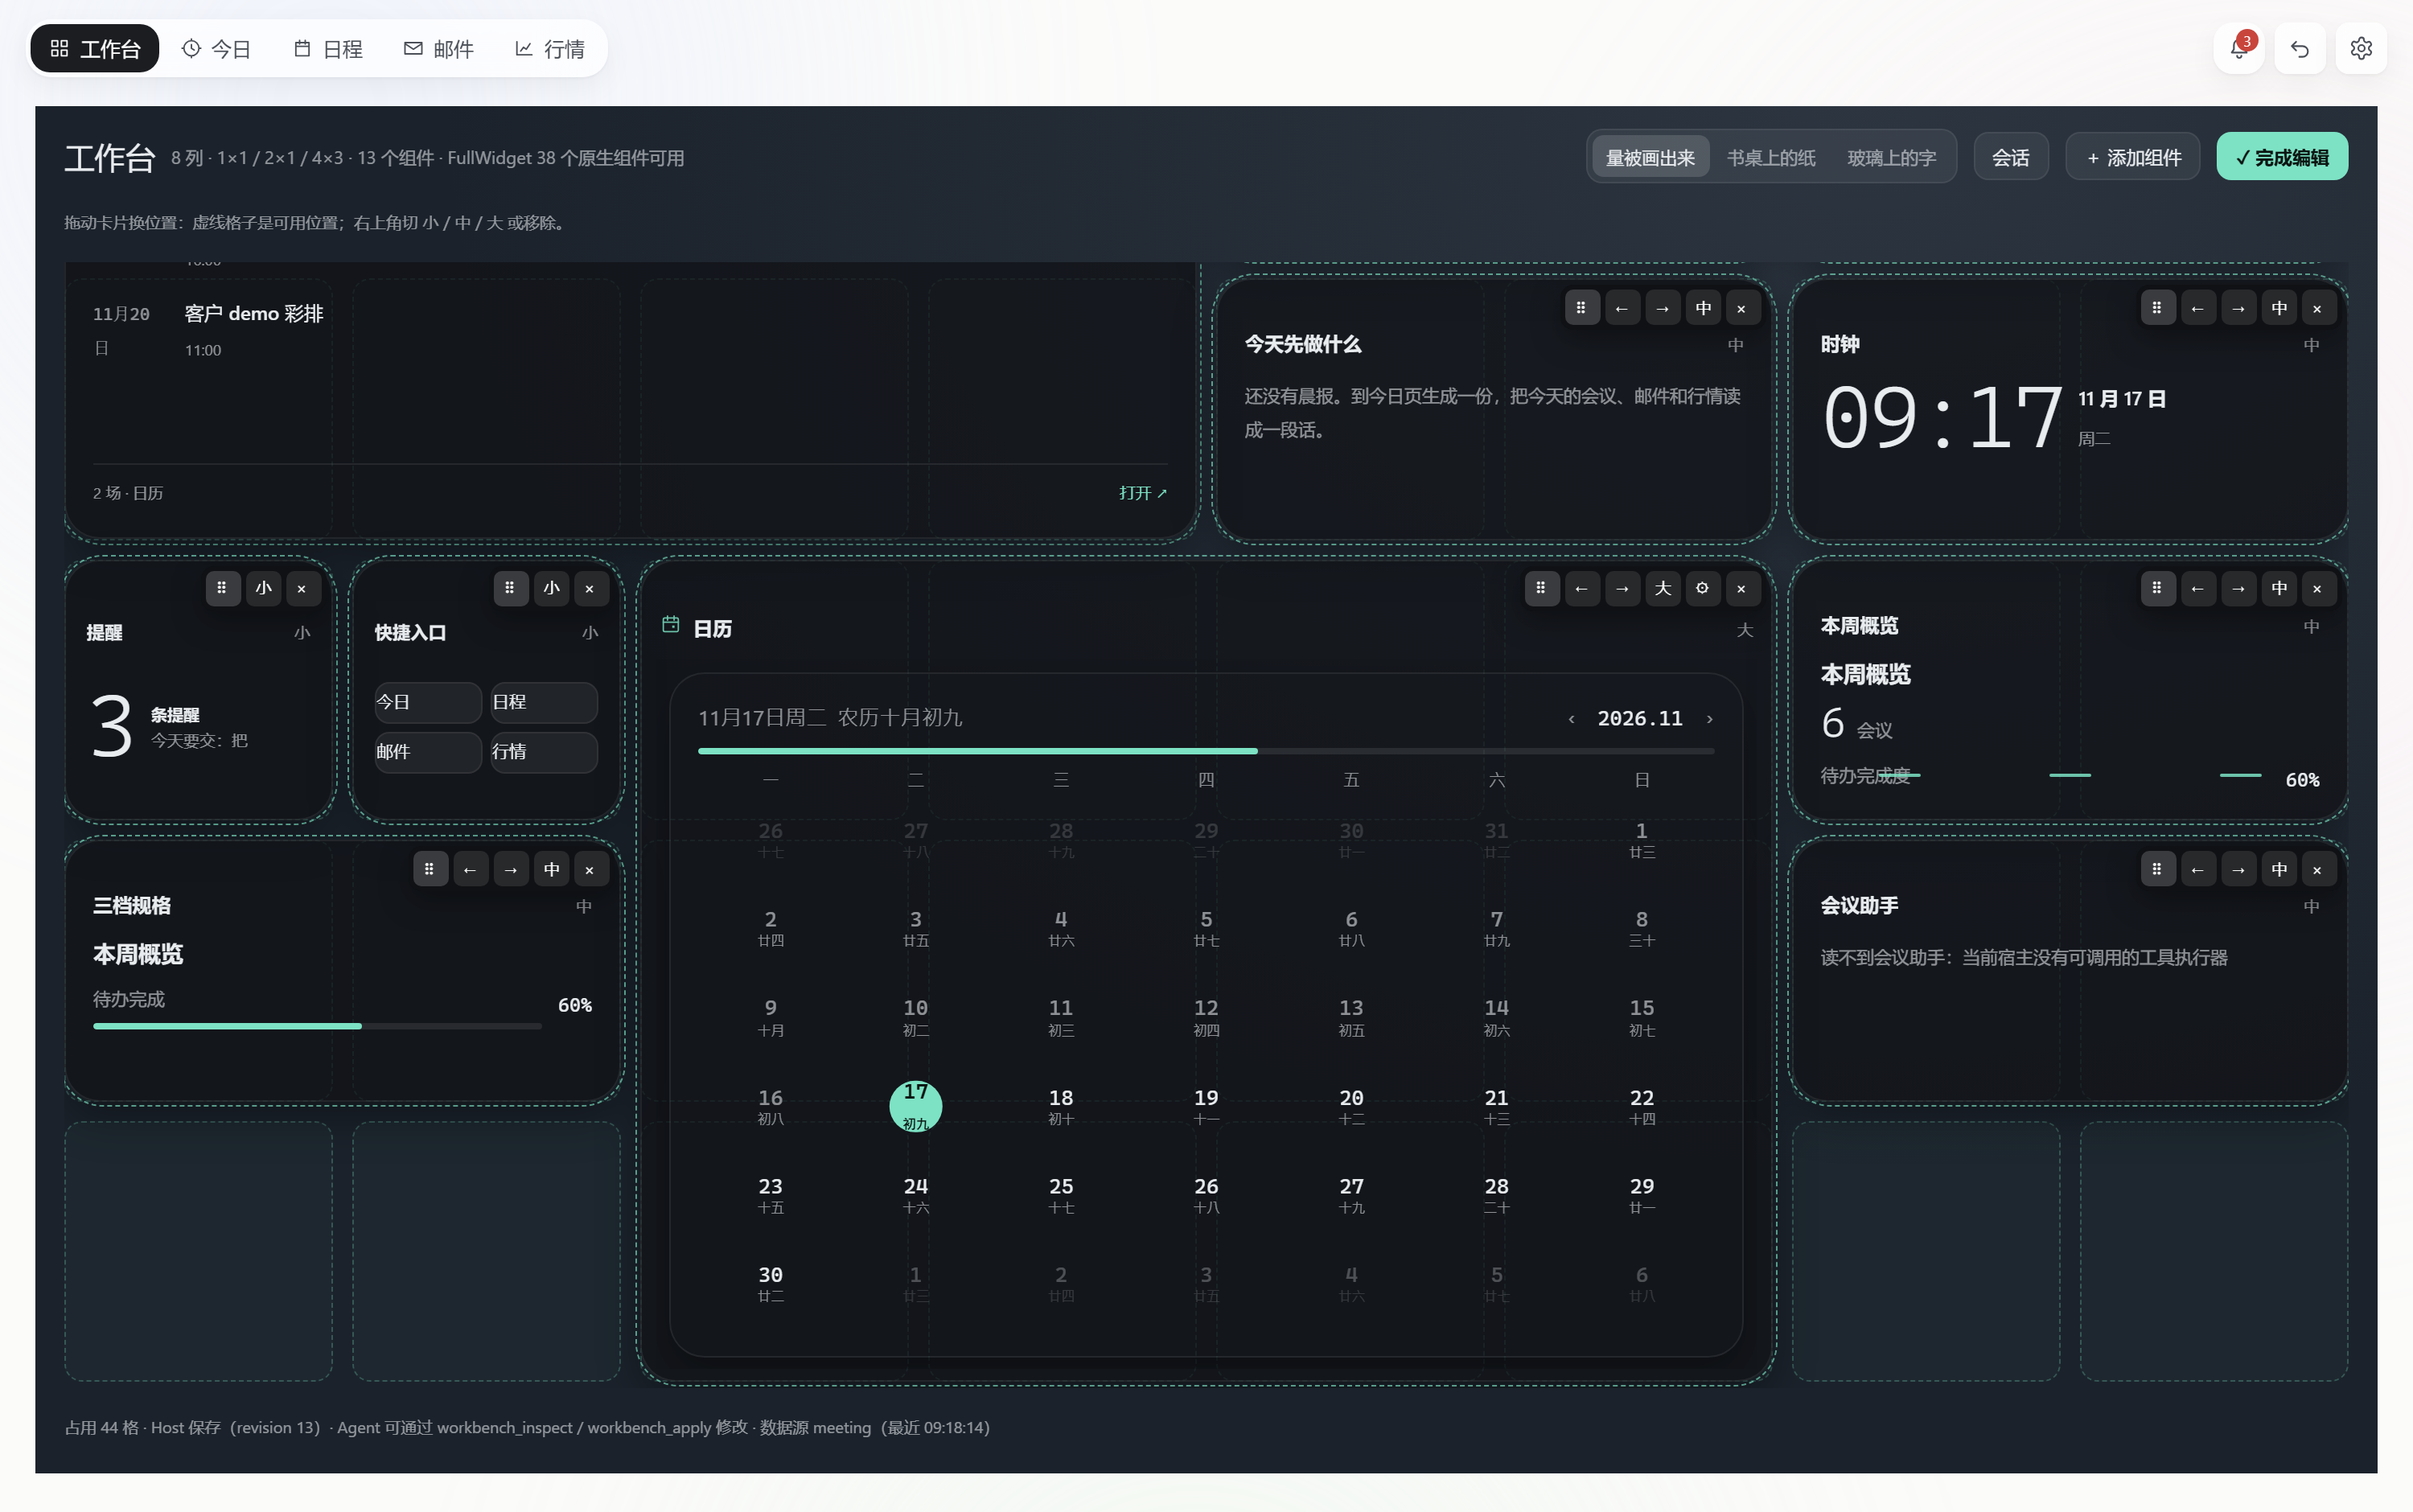 工作台
今日
日程
邮件
行情
3
工作台
8 列 · 1×1 / 2×1 / 4×3 · 13 个组件 · FullWidget 38 个原生组件可用
量被画出来
书桌上的纸
玻璃上的字
会话
+ 添加组件
✓ 完成编辑
拖动卡片换位置：虚线格子是可用位置；右上角切 小 / 中 / 大 或移除。
11月20日
客户 demo 彩排
11:00
2 场 · 日历
打开 ↗
← → 中 ×
今天先做什么
中
还没有晨报。到今日页生成一份，把今天的会议、邮件和行情读
成一段话。
← → 中 ×
时钟
中
09:17
11 月 17 日
周二
小 ×
提醒
小
3
条提醒
今天要交：把
小 ×
快捷入口
小
今日
日程
邮件
行情
← → 大 ×
日历
大
11月17日周二 农历十月初九
‹ 2026.11 ›
一 二 三 四 五 六 日
26 27 28 29 30 31 1
十七 十八 十九 二十 廿一 廿二 廿三
2 3 4 5 6 7 8
廿四 廿五 廿六 廿七 廿八 廿九 三十
9 10 11 12 13 14 15
十月 初二 初三 初四 初五 初六 初七
16 17 18 19 20 21 22
初八 初九 初十 十一 十二 十三 十四
23 24 25 26 27 28 29
十五 十六 十七 十八 十九 二十 廿一
30 1 2 3 4 5 6
廿二 廿三 廿四 廿五 廿六 廿七 廿八
← → 中 ×
本周概览
中
本周概览
6 会议
待办完成度
60%
← → 中 ×
三档规格
中
本周概览
待办完成
60%
← → 中 ×
会议助手
中
读不到会议助手：当前宿主没有可调用的工具执行器
占用 44 格 · Host 保存（revision 13）· Agent 可通过 workbench_inspect / workbench_apply 修改 · 数据源 meeting（最近 09:18:14）